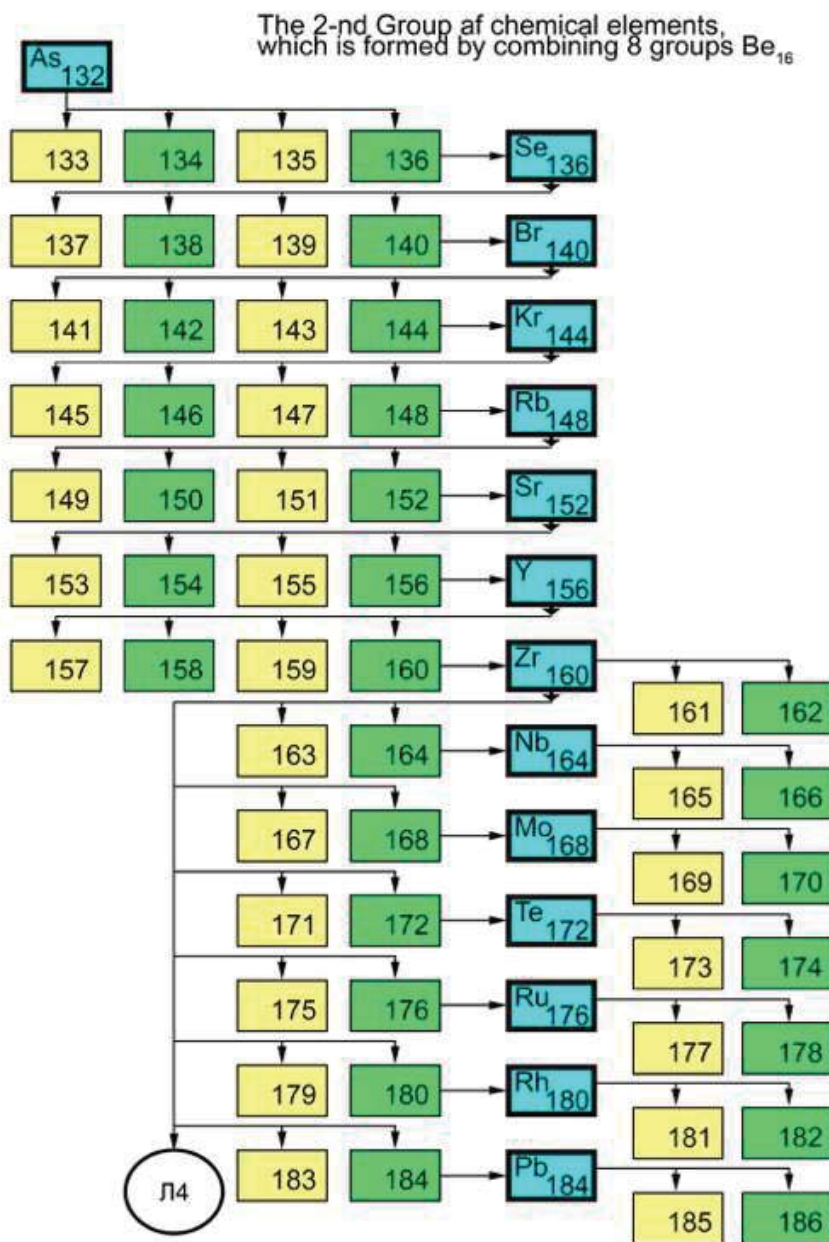 The 2-nd Group af chemical elements,
which is formed by combining 8 groups Be16
As132
133 134 135 136 Se136
137 138 139 140 Br140
141 142 143 144 Kr144
145 146 147 148 Rb148
149 150 151 152 Sr152
153 154 155 156 Y156
157 158 159 160 Zr160
161 162
163 164 Nb164
165 166
167 168 Mo168
169 170
171 172 Te172
173 174
175 176 Ru176
177 178
179 180 Rh180
181 182
Л4 183 184 Pb184
185 186